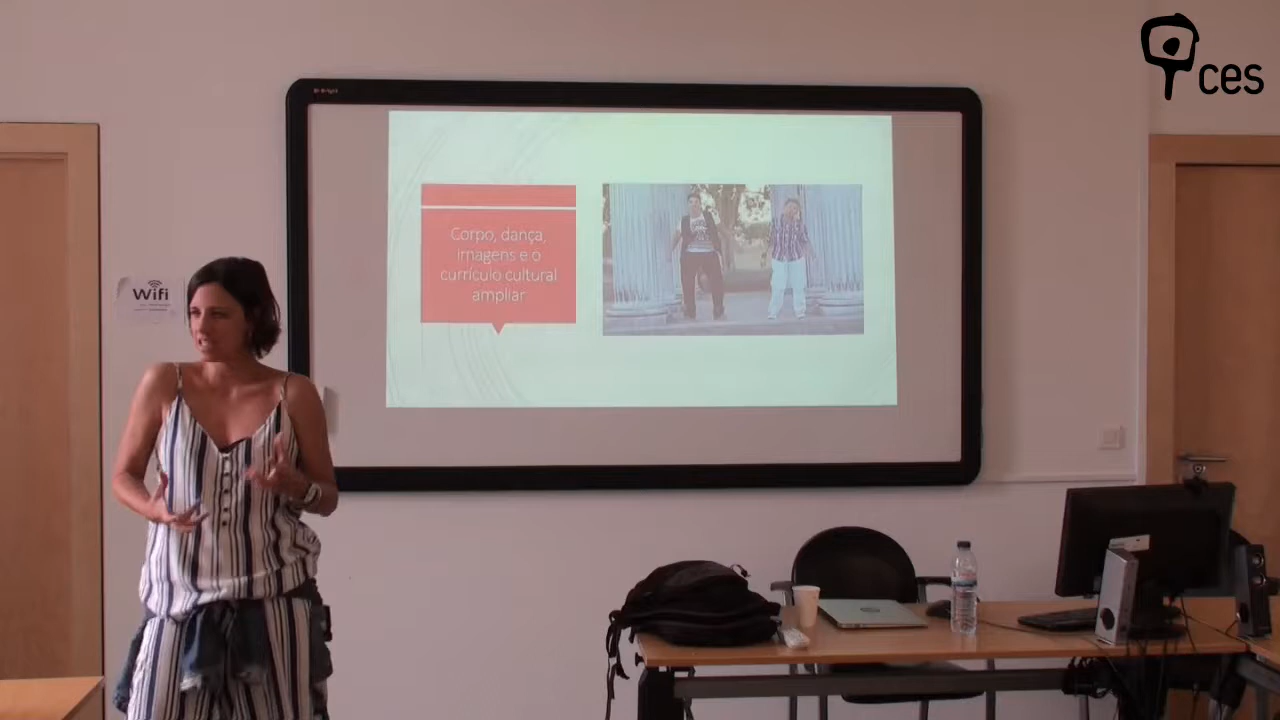 ces
Corpo, dança,
imagens e o
currículo cultural
ampliar
Wifi